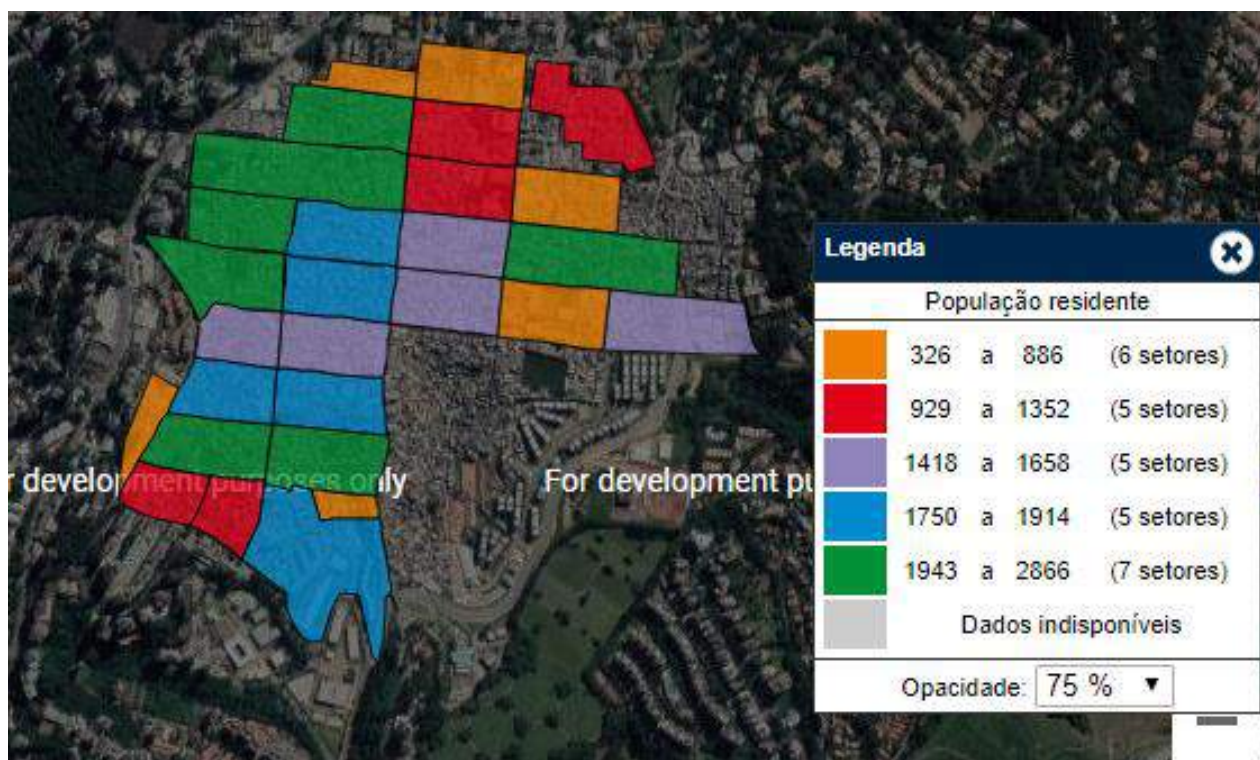 Legenda
População residente
326 a 886 (6 setores)
929 a 1352 (5 setores)
1418 a 1658 (5 setores)
1750 a 1914 (5 setores)
1943 a 2866 (7 setores)
Dados indisponíveis
Opacidade: 75 %
r development purposes only
For development pu